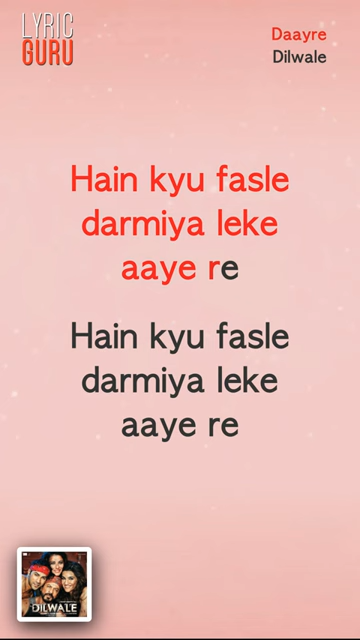 LYRIC
GURU
Daayre
Dilwale
Hain kyu fasle
darmiya leke
aaye re
Hain kyu fasle
darmiya leke
aaye re
DILWALE